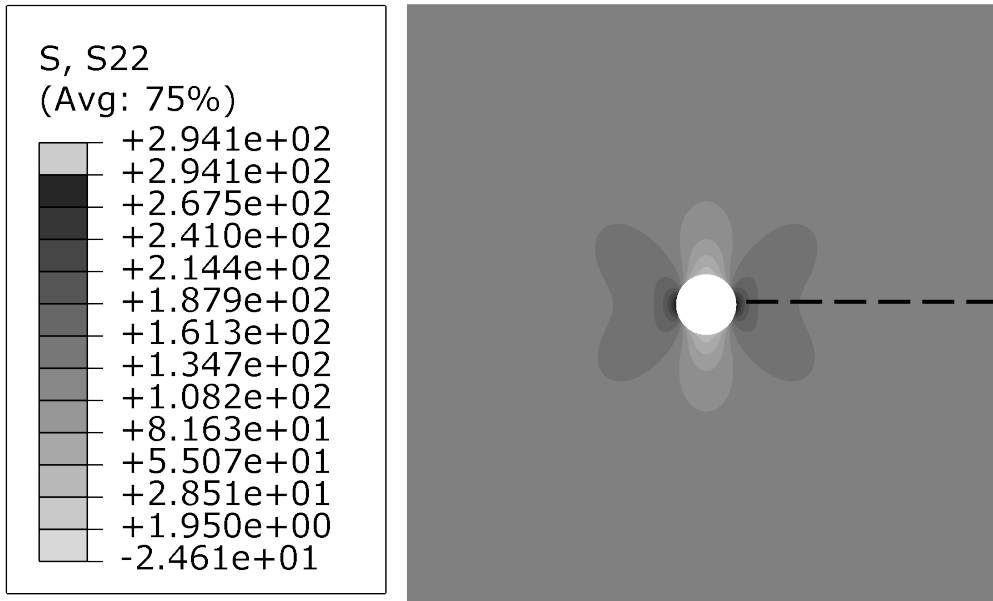 S, S22
(Avg: 75%)
+2.941e+02
+2.941e+02
+2.675e+02
+2.410e+02
+2.144e+02
+1.879e+02
+1.613e+02
+1.347e+02
+1.082e+02
+8.163e+01
+5.507e+01
+2.851e+01
+1.950e+00
-2.461e+01